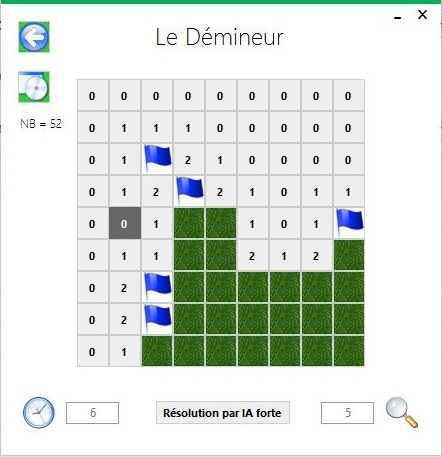 Le Démineur
NB = 52
0 0 0 0 0 0 0 0 0
0 1 1 1 0 0 0 0 0
0 1 2 1 0 0 0 0
0 1 2 2 1 0 1 1
0 0 1 1 0 1
0 1 1 2 1 2
0 2
0 2
0 1
6 Résolution par IA forte 5